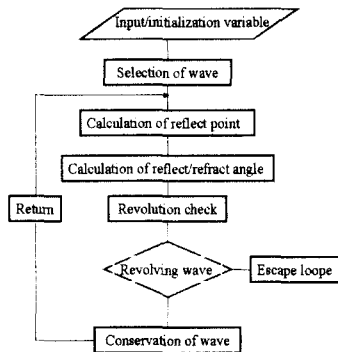 Input/initialization variable
Selection of wave
Calculation of reflect point
Calculation of reflect/refract angle
Return
Revolution check
Revolving wave
Escape loope
Conservation of wave